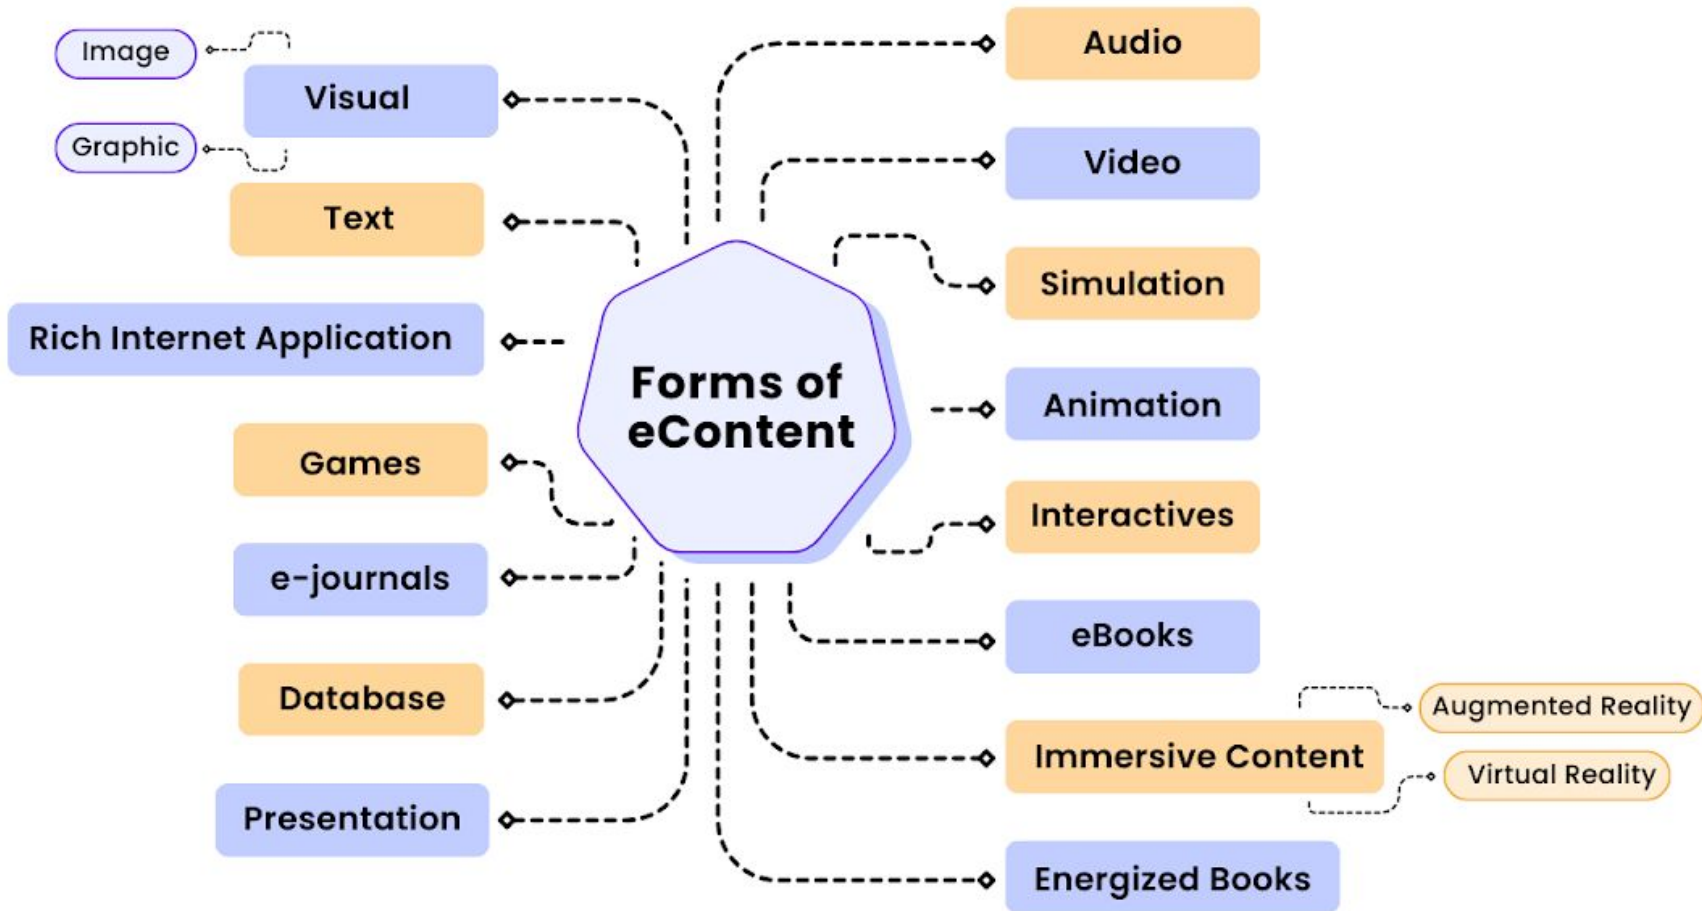 Image
Visual
Graphic
Text
Rich Internet Application
Games
e-journals
Database
Presentation
Forms of
eContent
Audio
Video
Simulation
Animation
Interactives
eBooks
Immersive Content
Augmented Reality
Virtual Reality
Energized Books